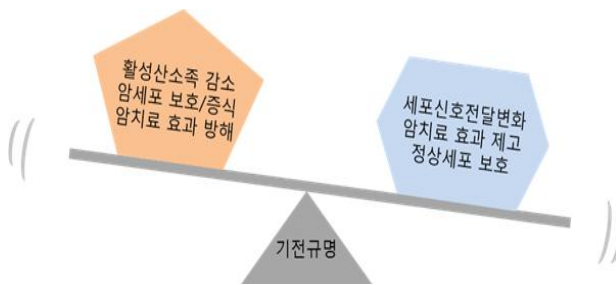 활성산소족 감소
암세포 보호/증식
암치료 효과 방해
세포신호전달변화
암치료 효과 제고
정상세포 보호
기전규명